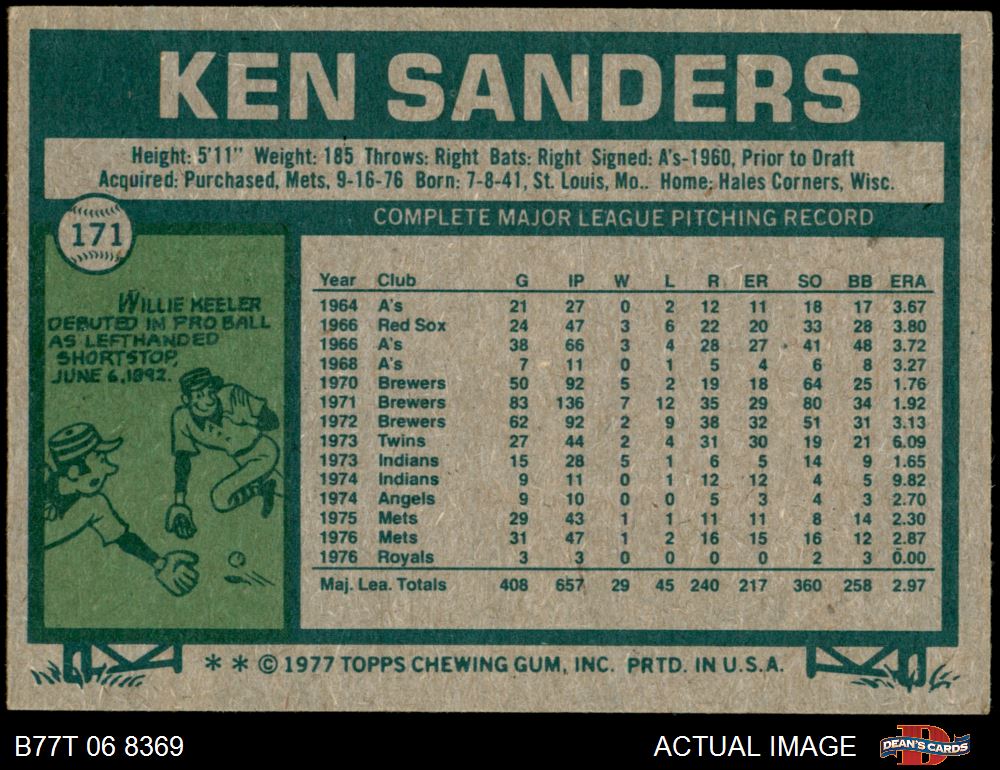 KEN SANDERS
Height: 5'11" Weight: 185 Throws: Right Bats: Right Signed: A's-1960, Prior to Draft
Acquired: Purchased, Mets, 9-16-76 Born: 7-8-41, St. Louis, Mo.. Home: Hales Corners, Wisc.
171
COMPLETE MAJOR LEAGUE PITCHING RECORD
WILLIE KEELER
DEBUTED IN PRO BALL
AS LEFTHANDED
SHORTSTOP,
JUNE 6, 1892.
Year Club G IP W L R ER SO BB ERA
1964 A's 21 27 0 2 12 11 18 17 3.67
1966 Red Sox 24 47 3 6 22 20 33 28 3.80
1966 A's 38 66 3 4 28 27 41 48 3.72
1968 A's 7 11 0 1 5 4 6 8 3.27
1970 Brewers 50 92 5 2 19 18 64 25 1.76
1971 Brewers 83 136 7 12 35 29 80 34 1.92
1972 Brewers 62 92 2 9 38 32 51 31 3.13
1973 Twins 27 44 2 4 31 30 19 21 6.09
1973 Indians 15 28 5 1 6 5 14 9 1.65
1974 Indians 9 11 0 1 12 12 4 5 9.82
1974 Angels 9 10 0 0 5 3 4 3 2.70
1975 Mets 29 43 1 1 11 11 8 14 2.30
1976 Mets 31 47 1 2 16 15 16 12 2.87
1976 Royals 3 3 0 0 0 0 2 3 0.00
Maj. Lea. Totals 408 657 29 45 240 217 360 258 2.97
* * © 1977 TOPPS CHEWING GUM, INC. PRTD. IN U.S.A.
B77T 06 8369
ACTUAL IMAGE
D
DEAN'S CARDS